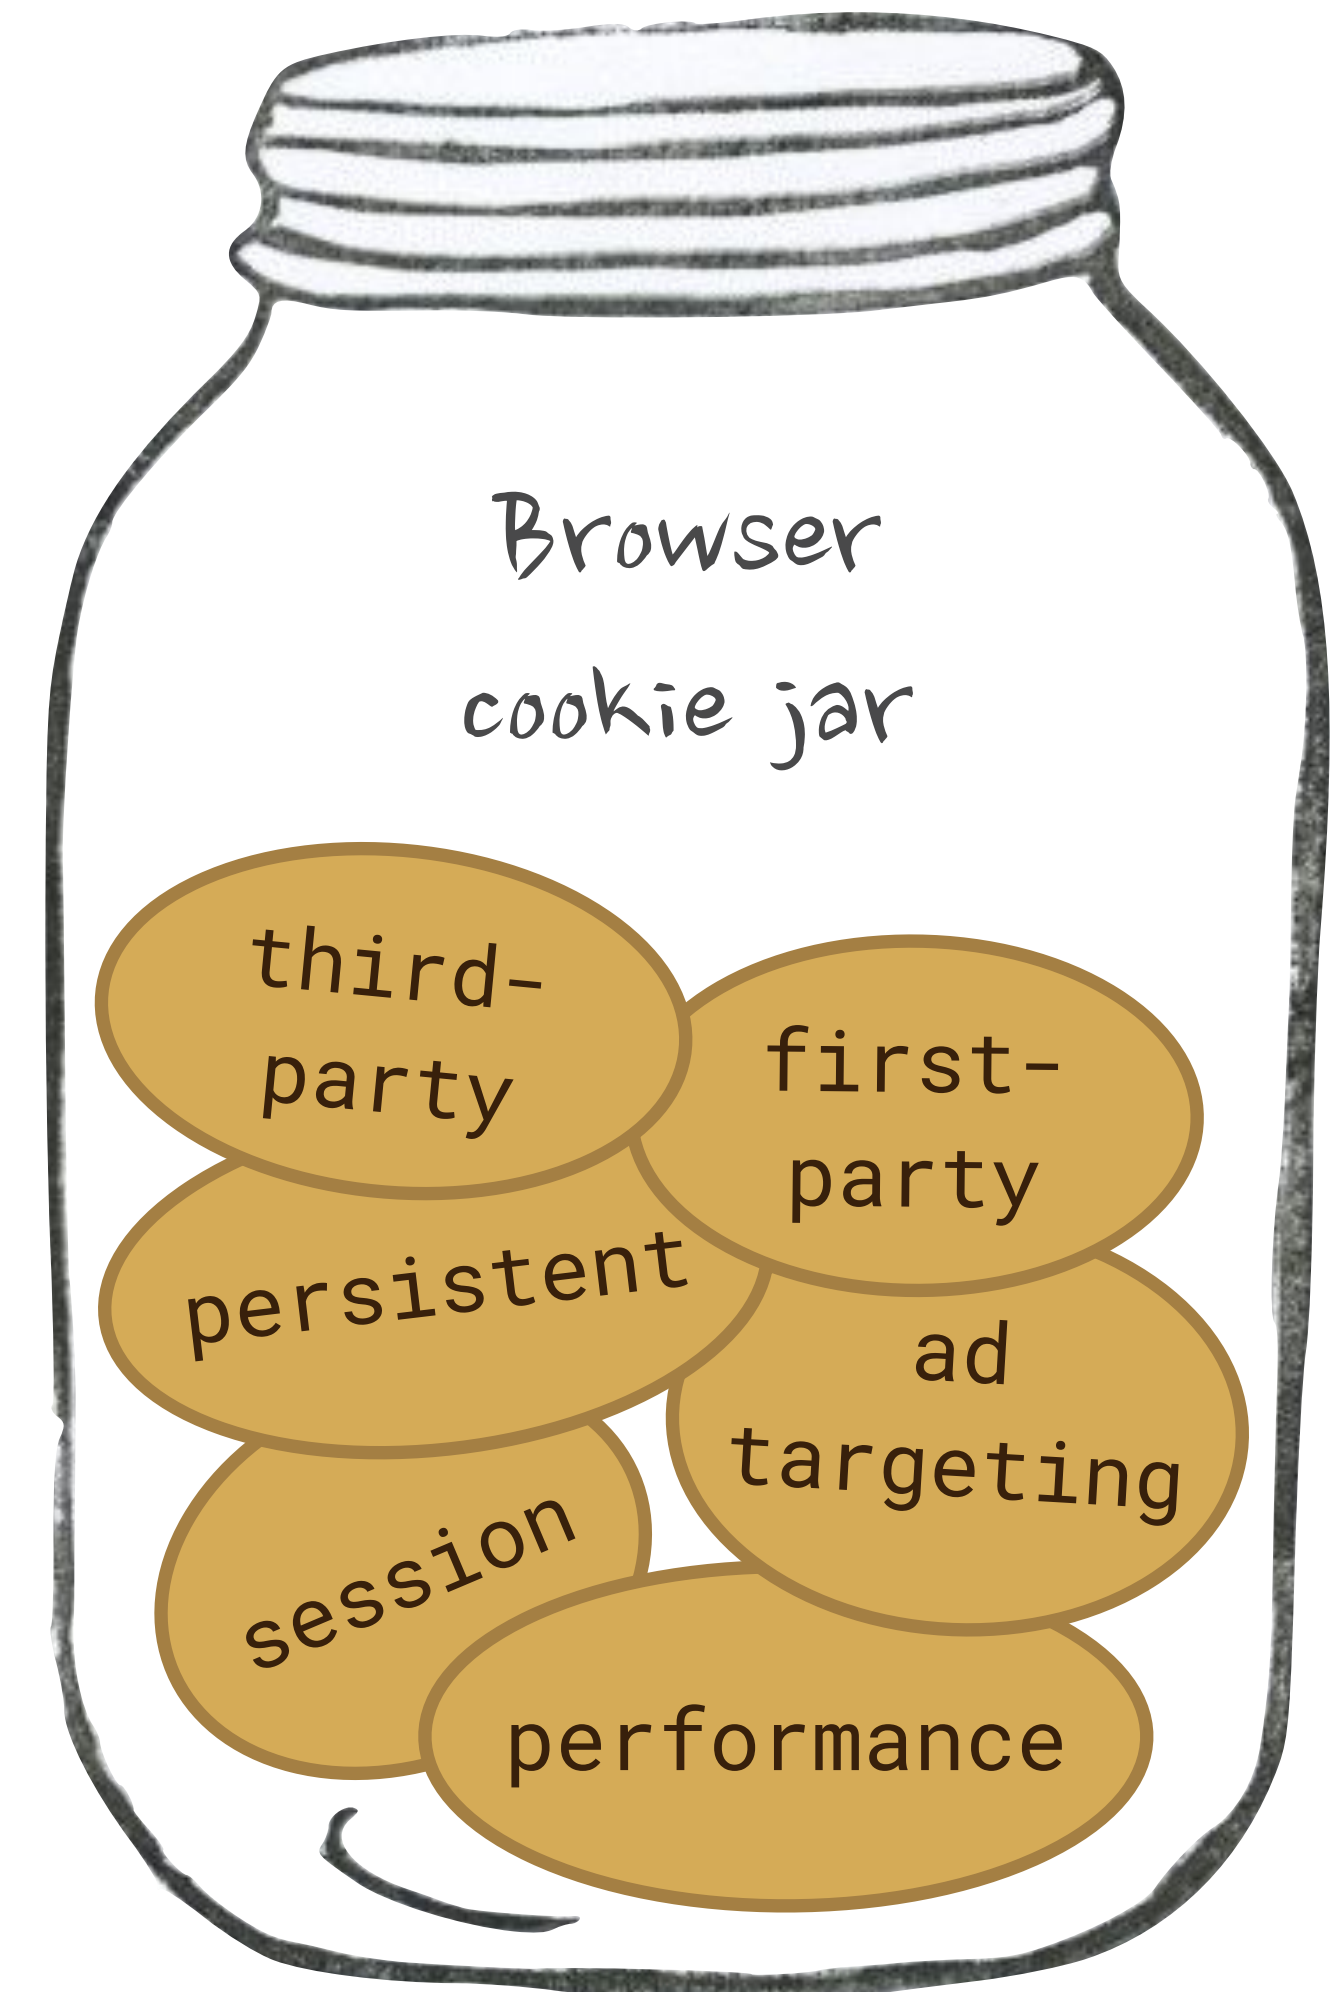 Browser
cookie jar
third-
party
first-
party
persistent
ad
targeting
session
performance